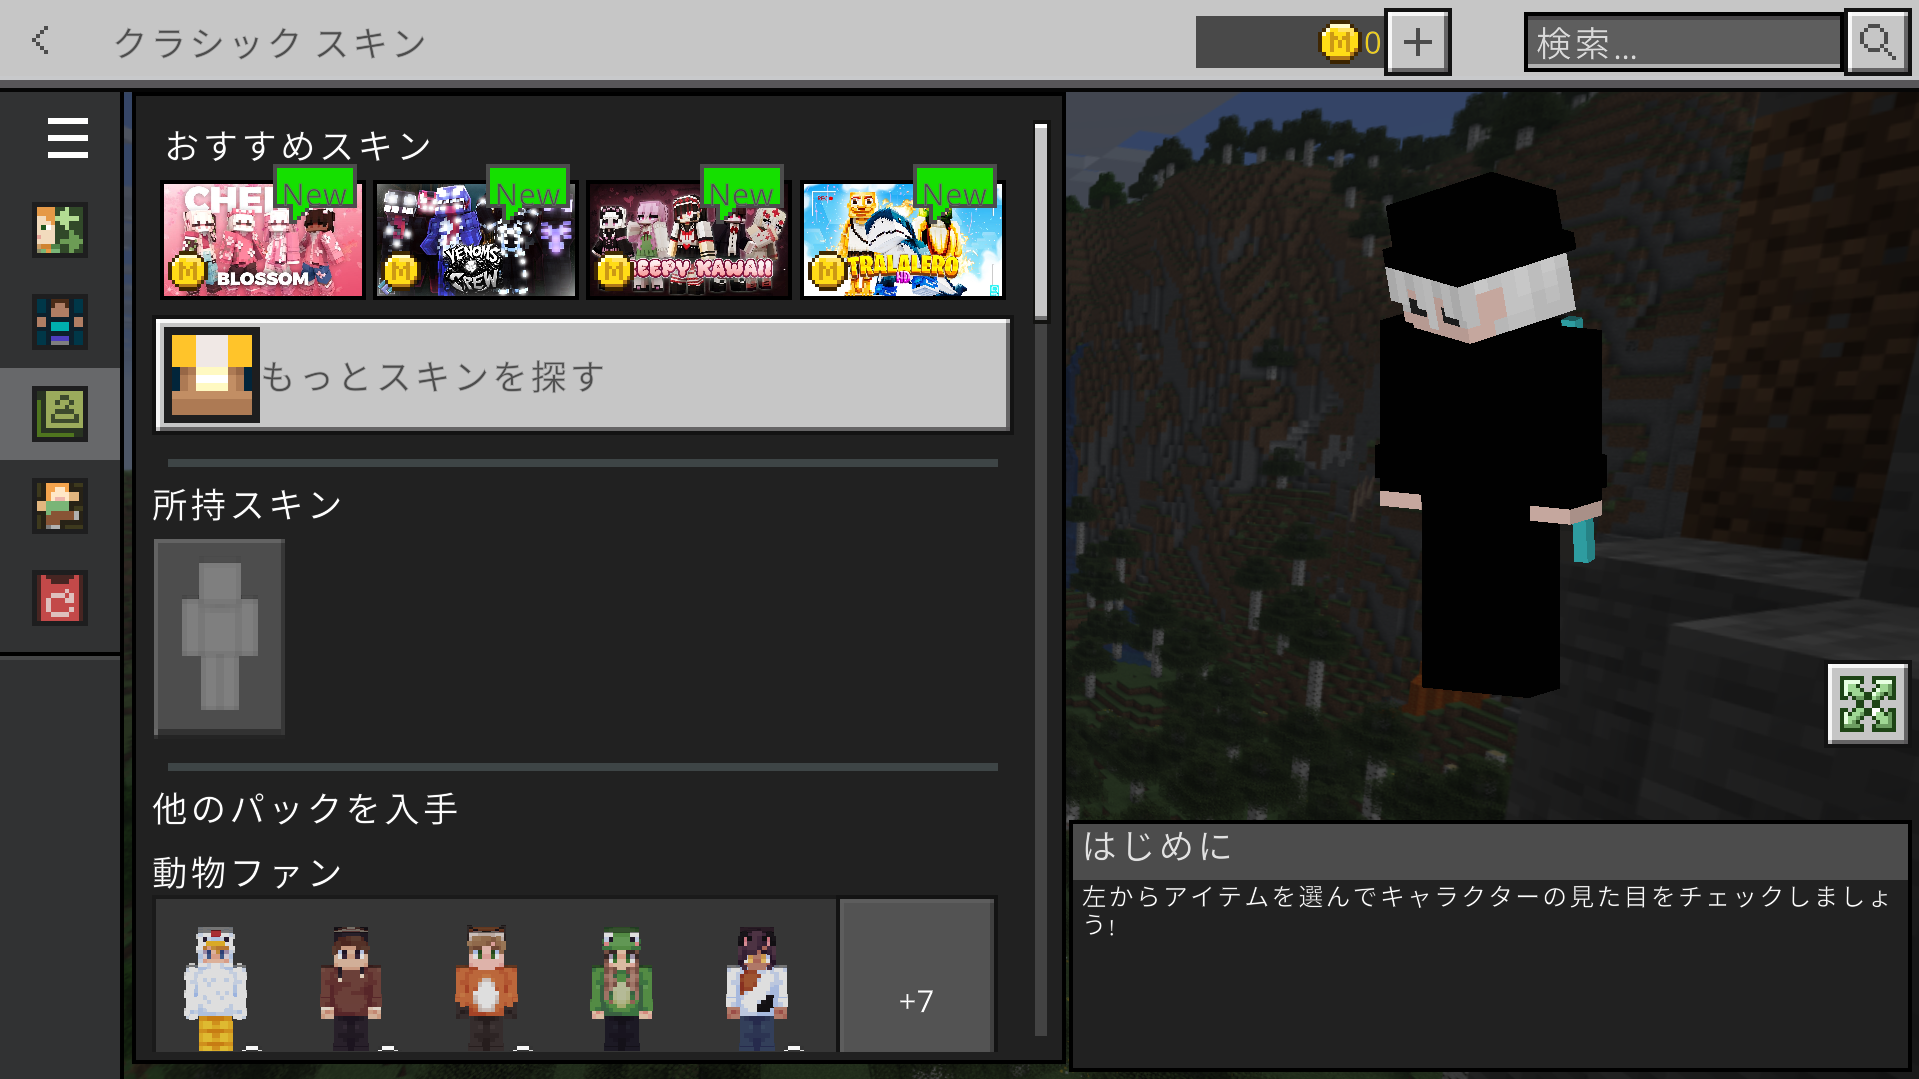 クラシック スキン
0
検索...
おすすめスキン
New
New
New
New
BLOSSOM
VENOMS CREW
EEPY KAWAII
TRALALERO
もっとスキンを探す
所持スキン
他のパックを入手
動物ファン
+7
はじめに
左からアイテムを選んでキャラクターの見た目をチェックしましょ
う!